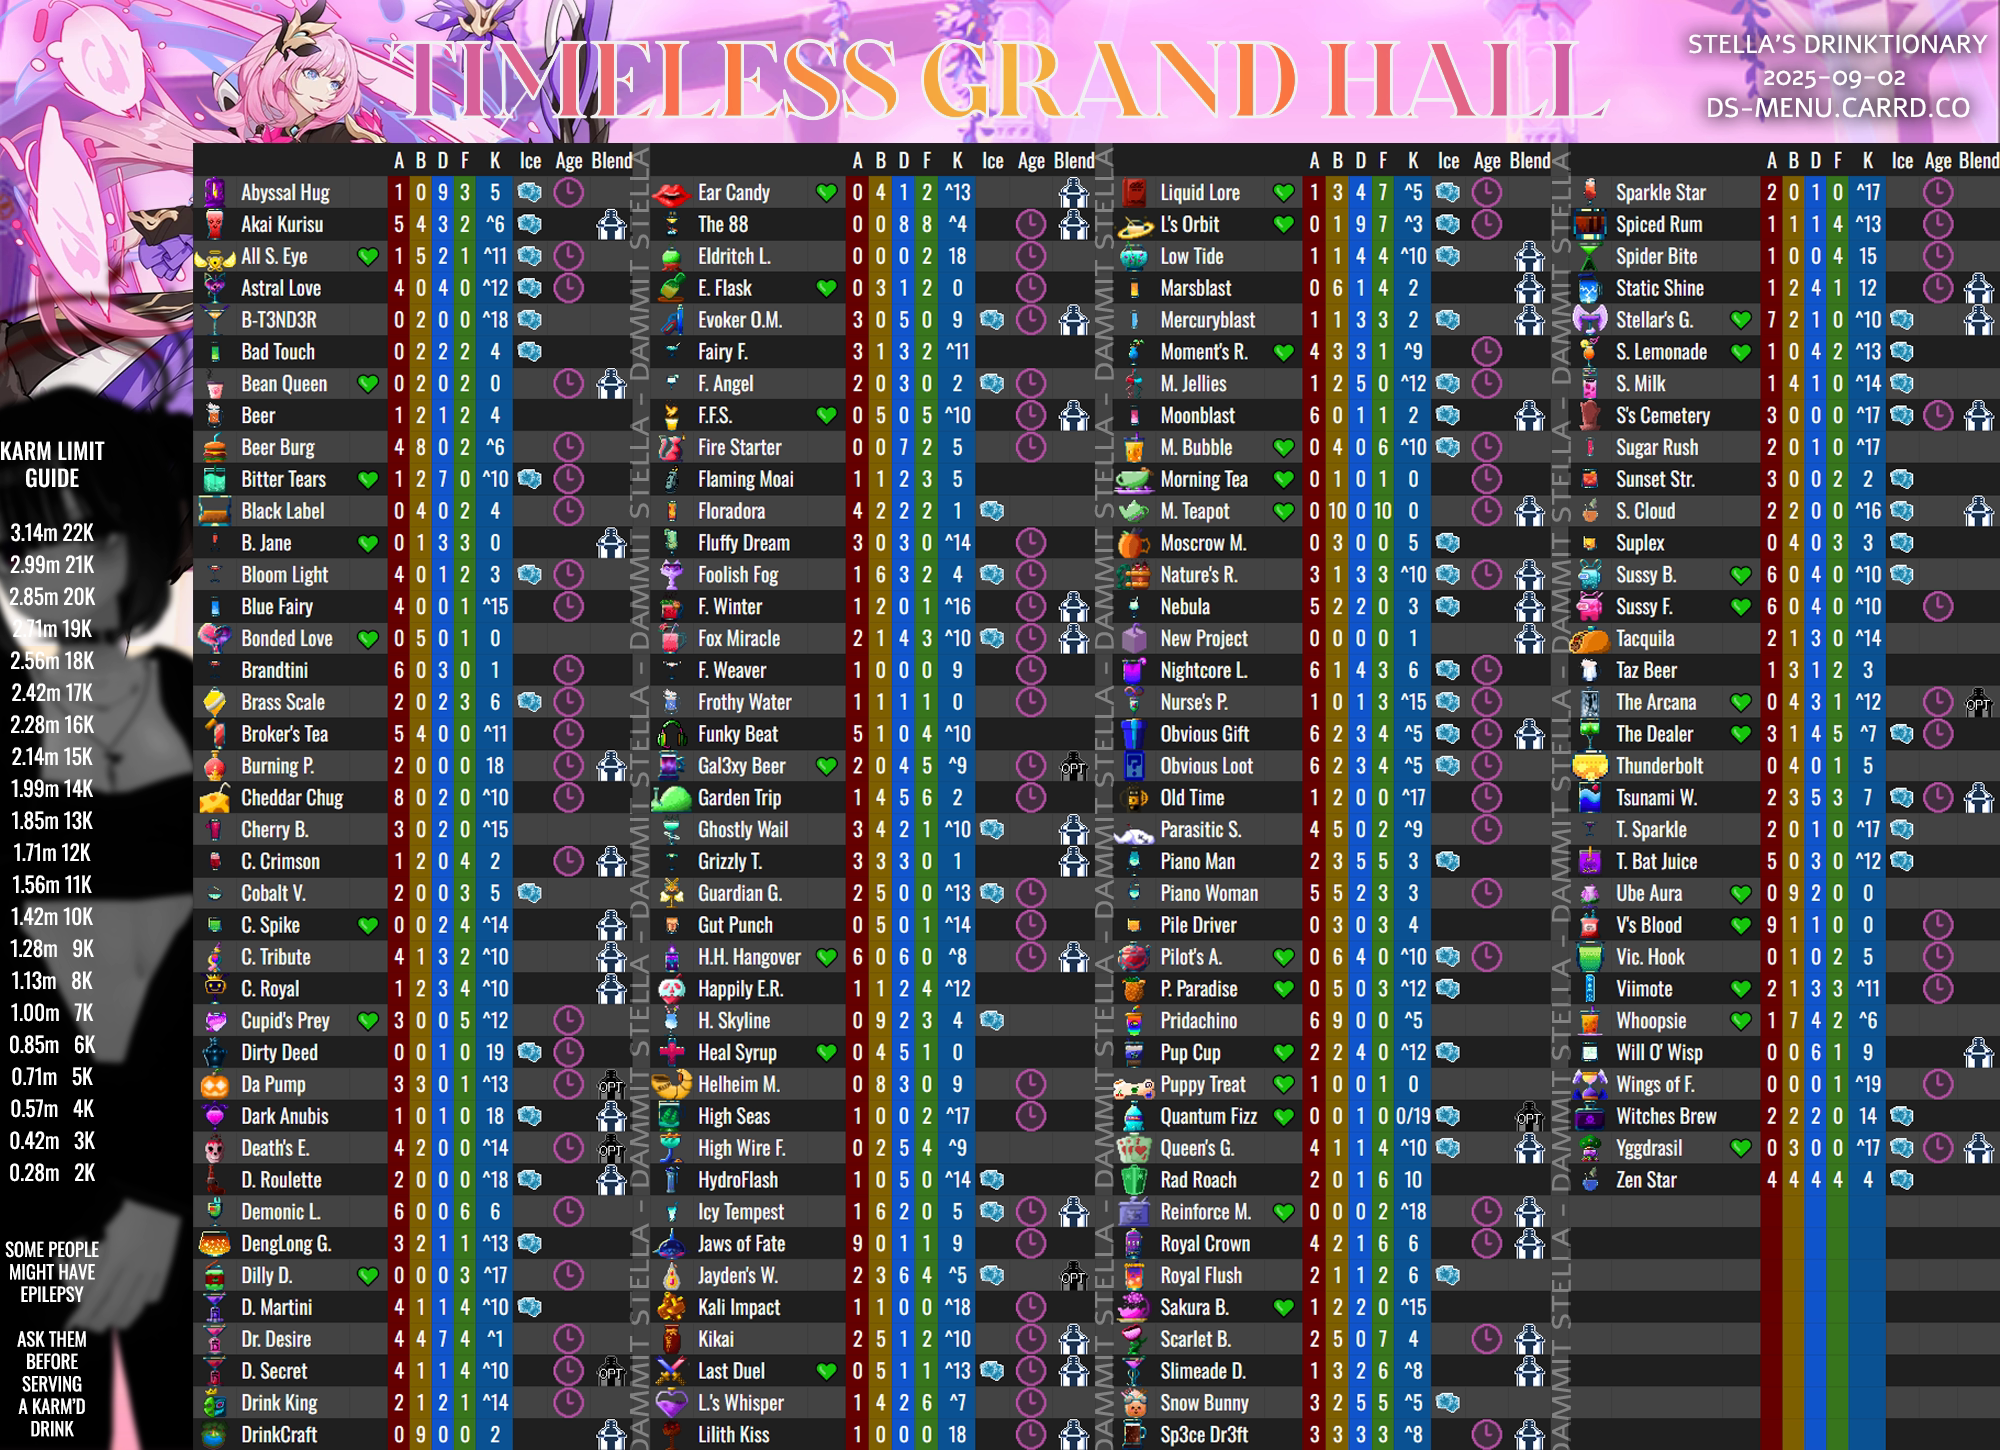 TIMELESS GRAND HALL
STELLA'S DRINKTIONARY
2025-09-02
DS-MENU.CARRD.CO
KARM LIMIT
GUIDE
3.14m 22K
2.99m 21K
2.85m 20K
2.71m 19K
2.56m 18K
2.42m 17K
2.28m 16K
2.14m 15K
1.99m 14K
1.85m 13K
1.71m 12K
1.56m 11K
1.42m 10K
1.28m 9K
1.13m 8K
1.00m 7K
0.85m 6K
0.71m 5K
0.57m 4K
0.42m 3K
0.28m 2K
SOME PEOPLE
MIGHT HAVE
EPILEPSY
ASK THEM
BEFORE
SERVING
A KARM'D
DRINK
A B D F K Ice Age Blend
Abyssal Hug 1 0 9 3 5
Akai Kurisu 5 4 3 2 ^6
All S. Eye 1 5 2 1 ^11
Astral Love 4 0 4 0 ^12
B-T3ND3R 0 2 0 0 ^18
Bad Touch 0 2 2 2 4
Bean Queen 0 2 0 2 0
Beer 1 2 1 2 4
Beer Burg 4 8 0 2 ^6
Bitter Tears 1 2 7 0 ^10
Black Label 0 4 0 2 4
B. Jane 0 1 3 3 0
Bloom Light 4 0 1 2 3
Blue Fairy 4 0 0 1 ^15
Bonded Love 0 5 0 1 0
Brandtini 6 0 3 0 1
Brass Scale 2 0 2 3 6
Broker's Tea 5 4 0 0 ^11
Burning P. 2 0 0 0 18
Cheddar Chug 8 0 2 0 ^10
Cherry B. 3 0 2 0 ^15
C. Crimson 1 2 0 4 2
Cobalt V. 2 0 0 3 5
C. Spike 0 0 2 4 ^14
C. Tribute 4 1 3 2 ^10
C. Royal 1 2 3 4 ^10
Cupid's Prey 3 0 0 5 ^12
Dirty Deed 0 0 1 0 19
Da Pump 3 3 0 1 ^13 OPT
Dark Anubis 1 0 1 0 18
Death's E. 4 2 0 0 ^14 OPT
D. Roulette 2 0 0 0 ^18
Demonic L. 6 0 0 6 6
DengLong G. 3 2 1 1 ^13
Dilly D. 0 0 0 3 ^17
D. Martini 4 1 1 4 ^10
Dr. Desire 4 4 7 4 ^1
D. Secret 4 1 1 4 ^10 OPT
Drink King 2 1 2 1 ^14
DrinkCraft 0 9 0 0 2
DAMMIT STELLA - DAMMIT STELLA - DAMMIT STELLA - DAMMIT STELLA
A B D F K Ice Age Blend
Ear Candy 0 4 1 2 ^13
The 88 0 0 8 8 ^4
Eldritch L. 0 0 0 2 18
E. Flask 0 3 1 2 0
Evoker O.M. 3 0 5 0 9
Fairy F. 3 1 3 2 ^11
F. Angel 2 0 3 0 2
F.F.S. 0 5 0 5 ^10
Fire Starter 0 0 7 2 5
Flaming Moai 1 1 2 3 5
Floradora 4 2 2 2 1
Fluffy Dream 3 0 3 0 ^14
Foolish Fog 1 6 3 2 4
F. Winter 1 2 0 1 ^16
Fox Miracle 2 1 4 3 ^10
F. Weaver 1 0 0 0 9
Frothy Water 1 1 1 1 0
Funky Beat 5 1 0 4 ^10
Gal3xy Beer 2 0 4 5 ^9 OPT
Garden Trip 1 4 5 6 2
Ghostly Wail 3 4 2 1 ^10
Grizzly T. 3 3 3 0 1
Guardian G. 2 5 0 0 ^13
Gut Punch 0 5 0 1 ^14
H.H. Hangover 6 0 6 0 ^8
Happily E.R. 1 1 2 4 ^12
H. Skyline 0 9 2 3 4
Heal Syrup 0 4 5 1 0
Helheim M. 0 8 3 0 9
High Seas 1 0 0 2 ^17
High Wire F. 0 2 5 4 ^9
HydroFlash 1 0 5 0 ^14
Icy Tempest 1 6 2 0 5
Jaws of Fate 9 0 1 1 9
Jayden's W. 2 3 6 4 ^5 OPT
Kali Impact 1 1 0 0 ^18
Kikai 2 5 1 2 ^10
Last Duel 0 5 1 1 ^13
L.'s Whisper 1 4 2 6 ^7
Lilith Kiss 1 0 0 0 18
DAMMIT STELLA - DAMMIT STELLA - DAMMIT STELLA - DAMMIT STELLA
A B D F K Ice Age Blend
Liquid Lore 1 3 4 7 ^5
L's Orbit 0 1 9 7 ^3
Low Tide 1 1 4 4 ^10
Marsblast 0 6 1 4 2
Mercuryblast 1 1 3 3 2
Moment's R. 4 3 3 1 ^9
M. Jellies 1 2 5 0 ^12
Moonblast 6 0 1 1 2
M. Bubble 0 4 0 6 ^10
Morning Tea 0 1 0 1 0
M. Teapot 0 10 0 10 0
Moscrow M. 0 3 0 0 5
Nature's R. 3 1 3 3 ^10
Nebula 5 2 2 0 3
New Project 0 0 0 0 1
Nightcore L. 6 1 4 3 6
Nurse's P. 1 0 1 3 ^15
Obvious Gift 6 2 3 4 ^5
Obvious Loot 6 2 3 4 ^5
Old Time 1 2 0 0 ^17
Parasitic S. 4 5 0 2 ^9
Piano Man 2 3 5 5 3
Piano Woman 5 5 2 3 3
Pile Driver 0 3 0 3 4
Pilot's A. 0 6 4 0 ^10
P. Paradise 0 5 0 3 ^12
Pridachino 6 9 0 0 ^5
Pup Cup 2 2 4 0 ^12
Puppy Treat 1 0 0 1 0
Quantum Fizz 0 0 1 0 0/19 OPT
Queen's G. 4 1 1 4 ^10
Rad Roach 2 0 1 6 10
Reinforce M. 0 0 0 2 ^18
Royal Crown 4 2 1 6 6
Royal Flush 2 1 1 2 6
Sakura B. 1 2 2 0 ^15
Scarlet B. 2 5 0 7 4
Slimeade D. 1 3 2 6 ^8
Snow Bunny 3 2 5 5 ^5
Sp3ce Dr3ft 3 3 3 3 ^8
DAMMIT STELLA - DAMMIT STELLA - DAMMIT STELLA - DAMMIT STELLA
A B D F K Ice Age Blend
Sparkle Star 2 0 1 0 ^17
Spiced Rum 1 1 1 4 ^13
Spider Bite 1 0 0 4 15
Static Shine 1 2 4 1 12
Stellar's G. 7 2 1 0 ^10
S. Lemonade 1 0 4 2 ^13
S. Milk 1 4 1 0 ^14
S's Cemetery 3 0 0 0 ^17
Sugar Rush 2 0 1 0 ^17
Sunset Str. 3 0 0 2 2
S. Cloud 2 2 0 0 ^16
Suplex 0 4 0 3 3
Sussy B. 6 0 4 0 ^10
Sussy F. 6 0 4 0 ^10
Tacquila 2 1 3 0 ^14
Taz Beer 1 3 1 2 3
The Arcana 0 4 3 1 ^12 OPT
The Dealer 3 1 4 5 ^7
Thunderbolt 0 4 0 1 5
Tsunami W. 2 3 5 3 7
T. Sparkle 2 0 1 0 ^17
T. Bat Juice 5 0 3 0 ^12
Ube Aura 0 9 2 0 0
V's Blood 9 1 1 0 0
Vic. Hook 0 1 0 2 5
Viimote 2 1 3 3 ^11
Whoopsie 1 7 4 2 ^6
Will O' Wisp 0 0 6 1 9
Wings of F. 0 0 0 1 ^19
Witches Brew 2 2 2 0 14
Yggdrasil 0 3 0 0 ^17
Zen Star 4 4 4 4 4